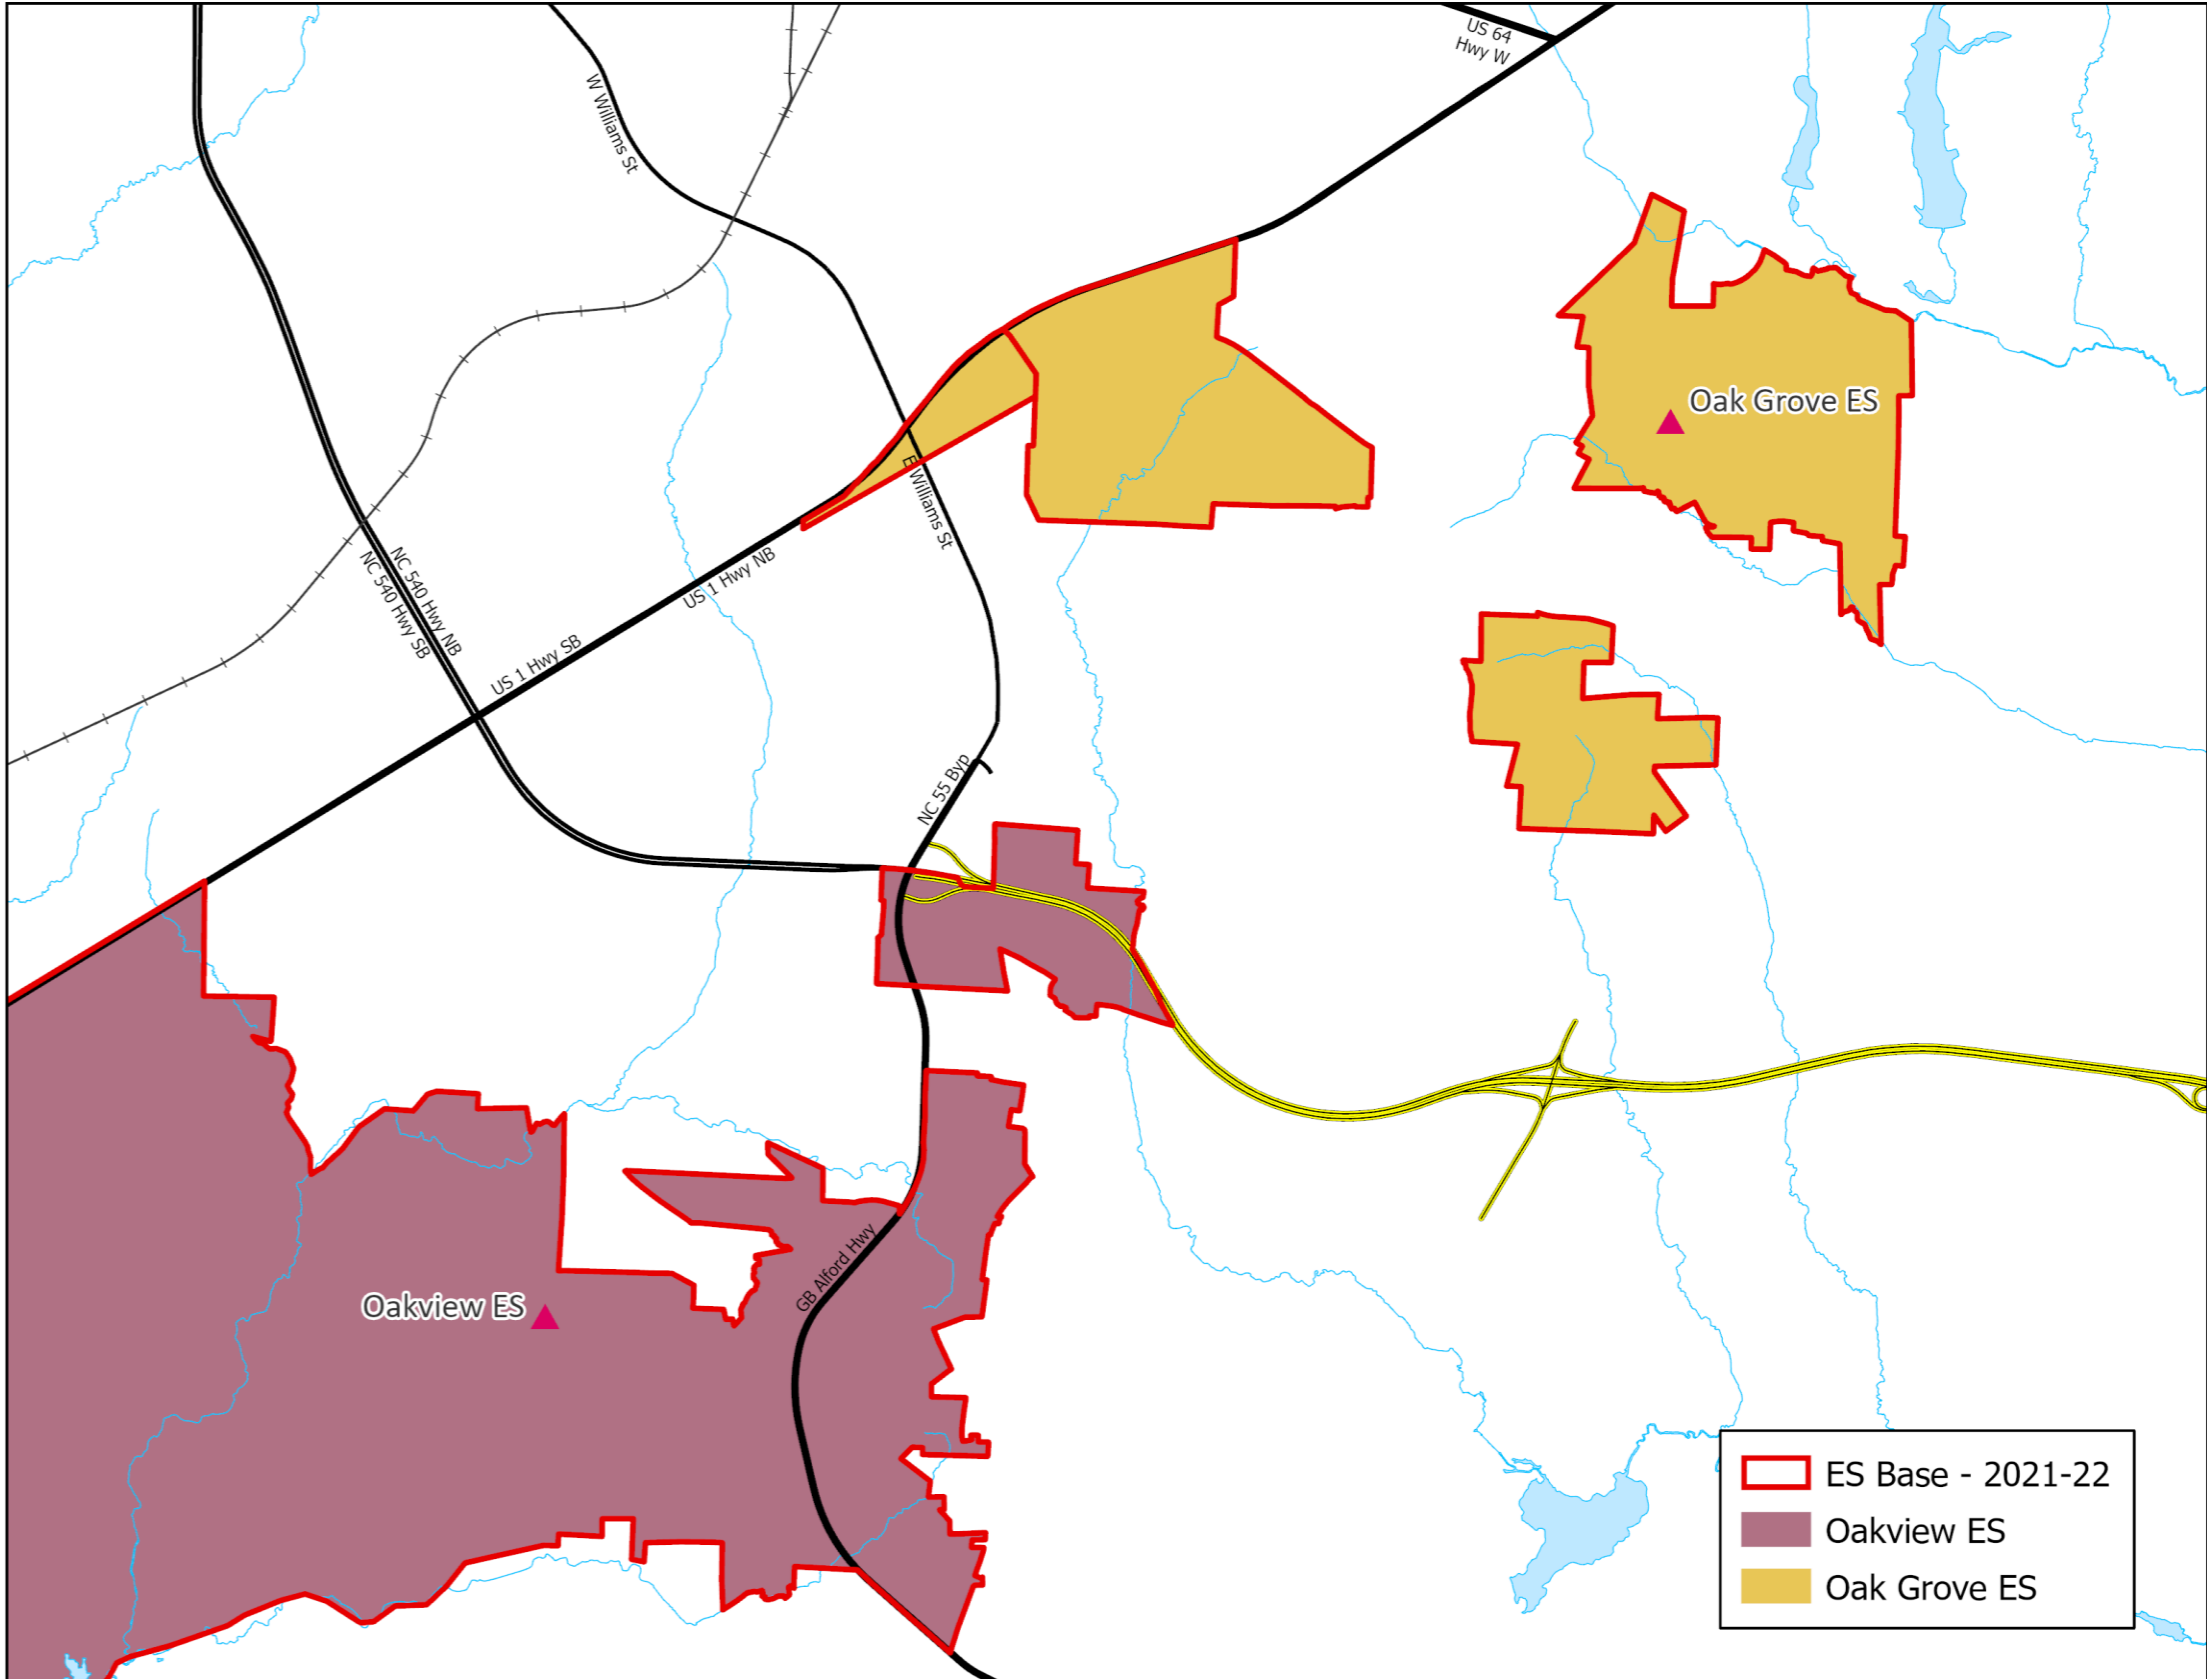 US 64
Hwy W
W Williams St
Oak Grove ES
E Williams St
NC 540 Hwy NB
NC 540 Hwy SB
US 1 Hwy NB
US 1 Hwy SB
NC 55 Byp
GB Alford Hwy
Oakview ES
ES Base - 2021-22
Oakview ES
Oak Grove ES